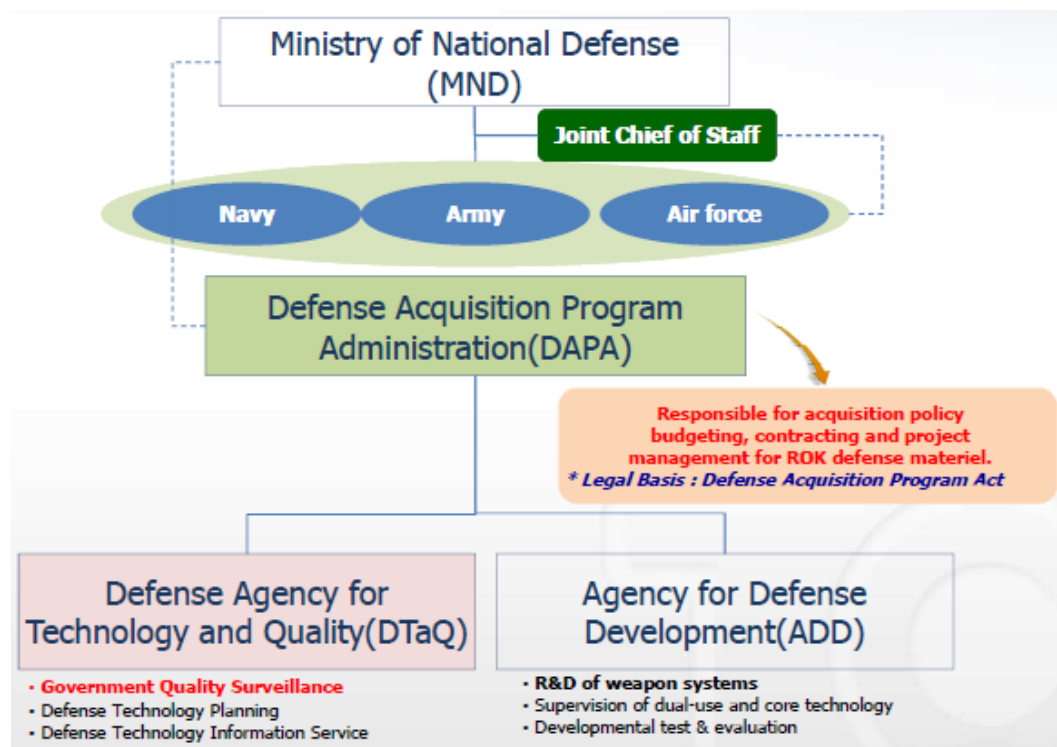 Ministry of National Defense
(MND)
Joint Chief of Staff
Navy
Army
Air force
Defense Acquisition Program
Administration(DAPA)
Responsible for acquisition policy
budgeting, contracting and project
management for ROK defense materiel.
* Legal Basis : Defense Acquisition Program Act
Defense Agency for
Technology and Quality(DTaQ)
· Government Quality Surveillance
· Defense Technology Planning
· Defense Technology Information Service
Agency for Defense
Development(ADD)
· R&D of weapon systems
· Supervision of dual-use and core technology
· Developmental test & evaluation